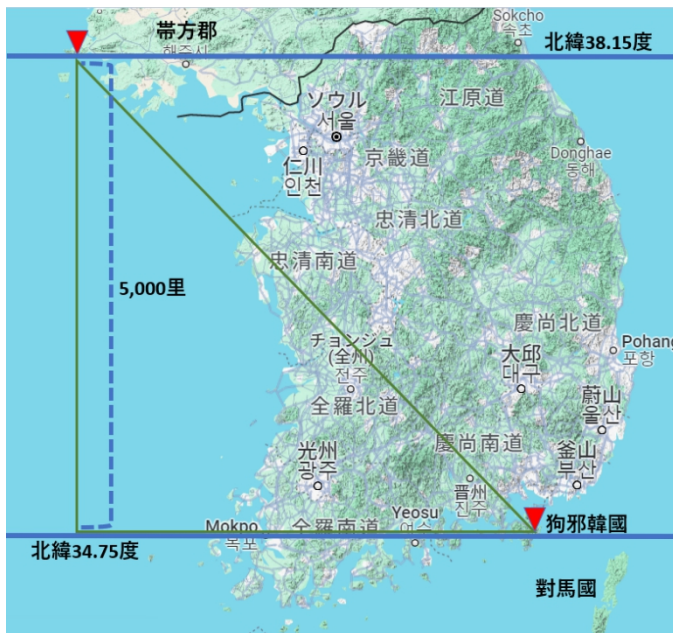 Sokcho
속초
帯方郡
해주시
北緯38.15度
ソウル
서울
江原道
仁川
인천
京畿道
Donghae
동해
忠清北道
忠清南道
5,000里
チョンジュ
(全州)
전주
慶尚北道
Pohang
포항
大邱
대구
全羅北道
蔚山
울산
慶尚南道
光州
광주
晋州
진주
釜山
부산
Yeosu
여수
Mokpo
목포
全羅南道
狗邪韓國
北緯34.75度
對馬國